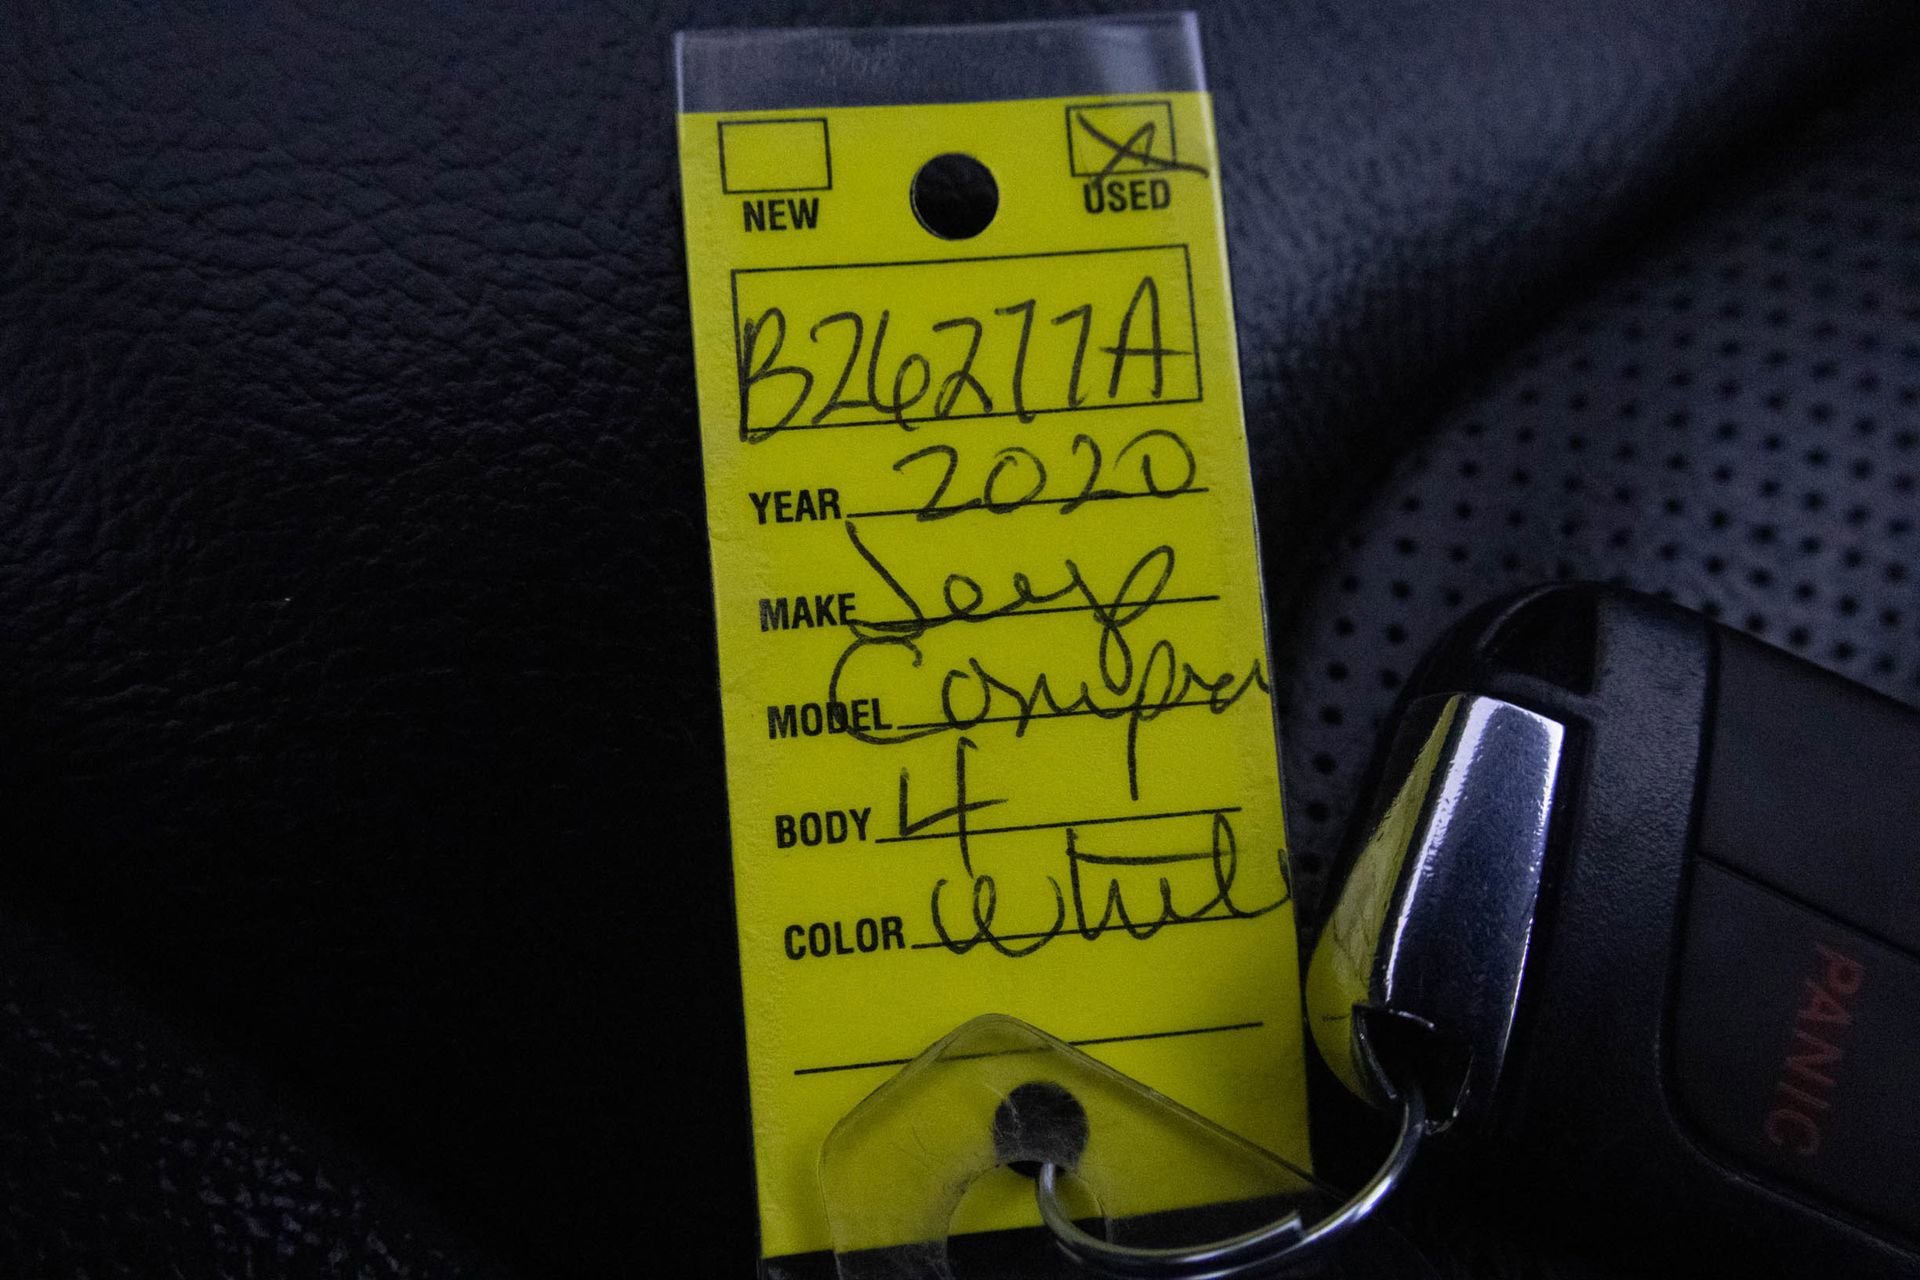 NEW USED
B26277A
YEAR 2020
MAKE Jeep
MODEL Compa
BODY 4
COLOR White
PANIC